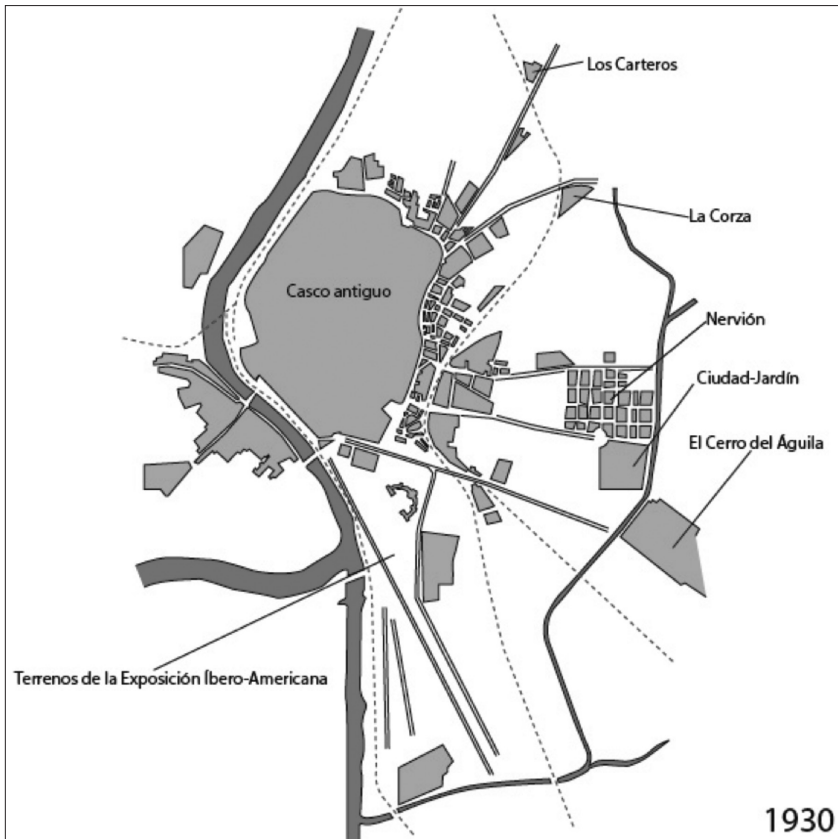 Los Carteros
La Corza
Casco antiguo
Nervión
Ciudad-Jardín
El Cerro del Águila
Terrenos de la Exposición Íbero-Americana
1930